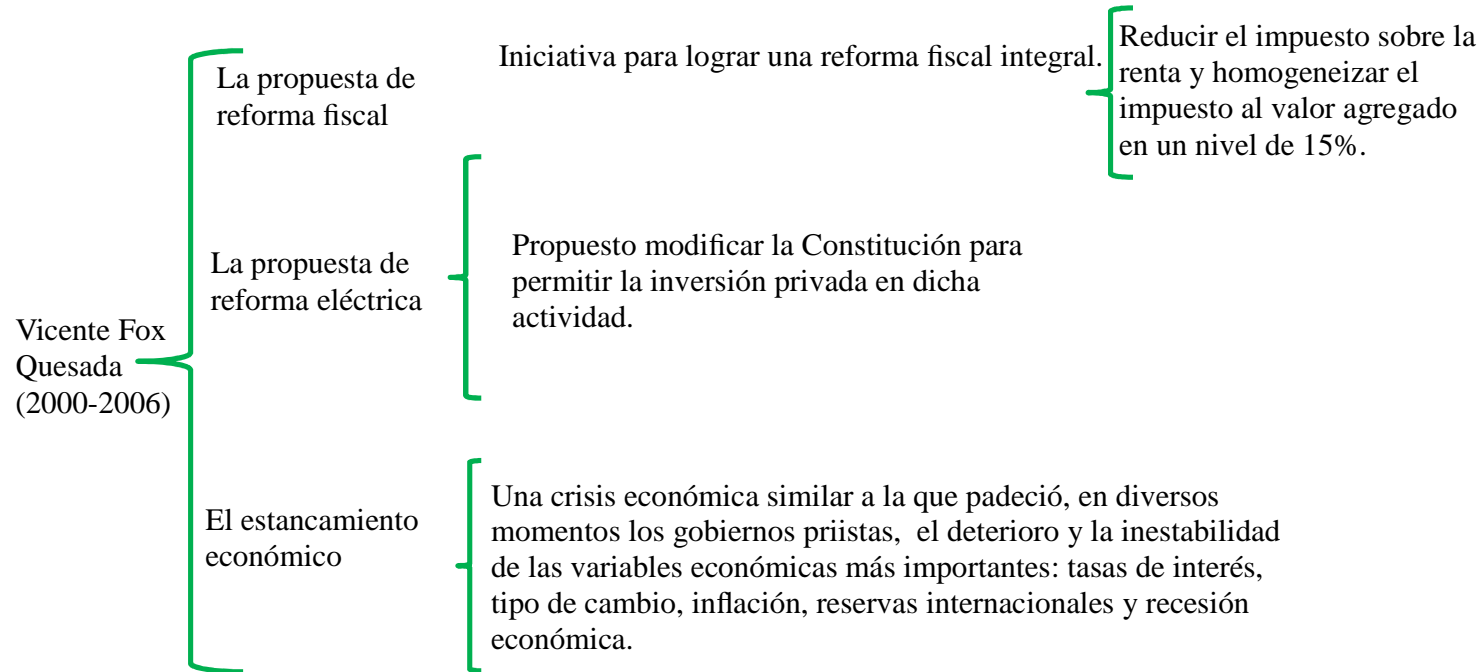 Vicente Fox
Quesada
(2000-2006)
La propuesta de
reforma fiscal
Iniciativa para lograr una reforma fiscal integral.
Reducir el impuesto sobre la
renta y homogeneizar el
impuesto al valor agregado
en un nivel de 15%.
La propuesta de
reforma eléctrica
Propuesto modificar la Constitución para
permitir la inversión privada en dicha
actividad.
El estancamiento
económico
Una crisis económica similar a la que padeció, en diversos
momentos los gobiernos priistas,  el deterioro y la inestabilidad
de las variables económicas más importantes: tasas de interés,
tipo de cambio, inflación, reservas internacionales y recesión
económica.